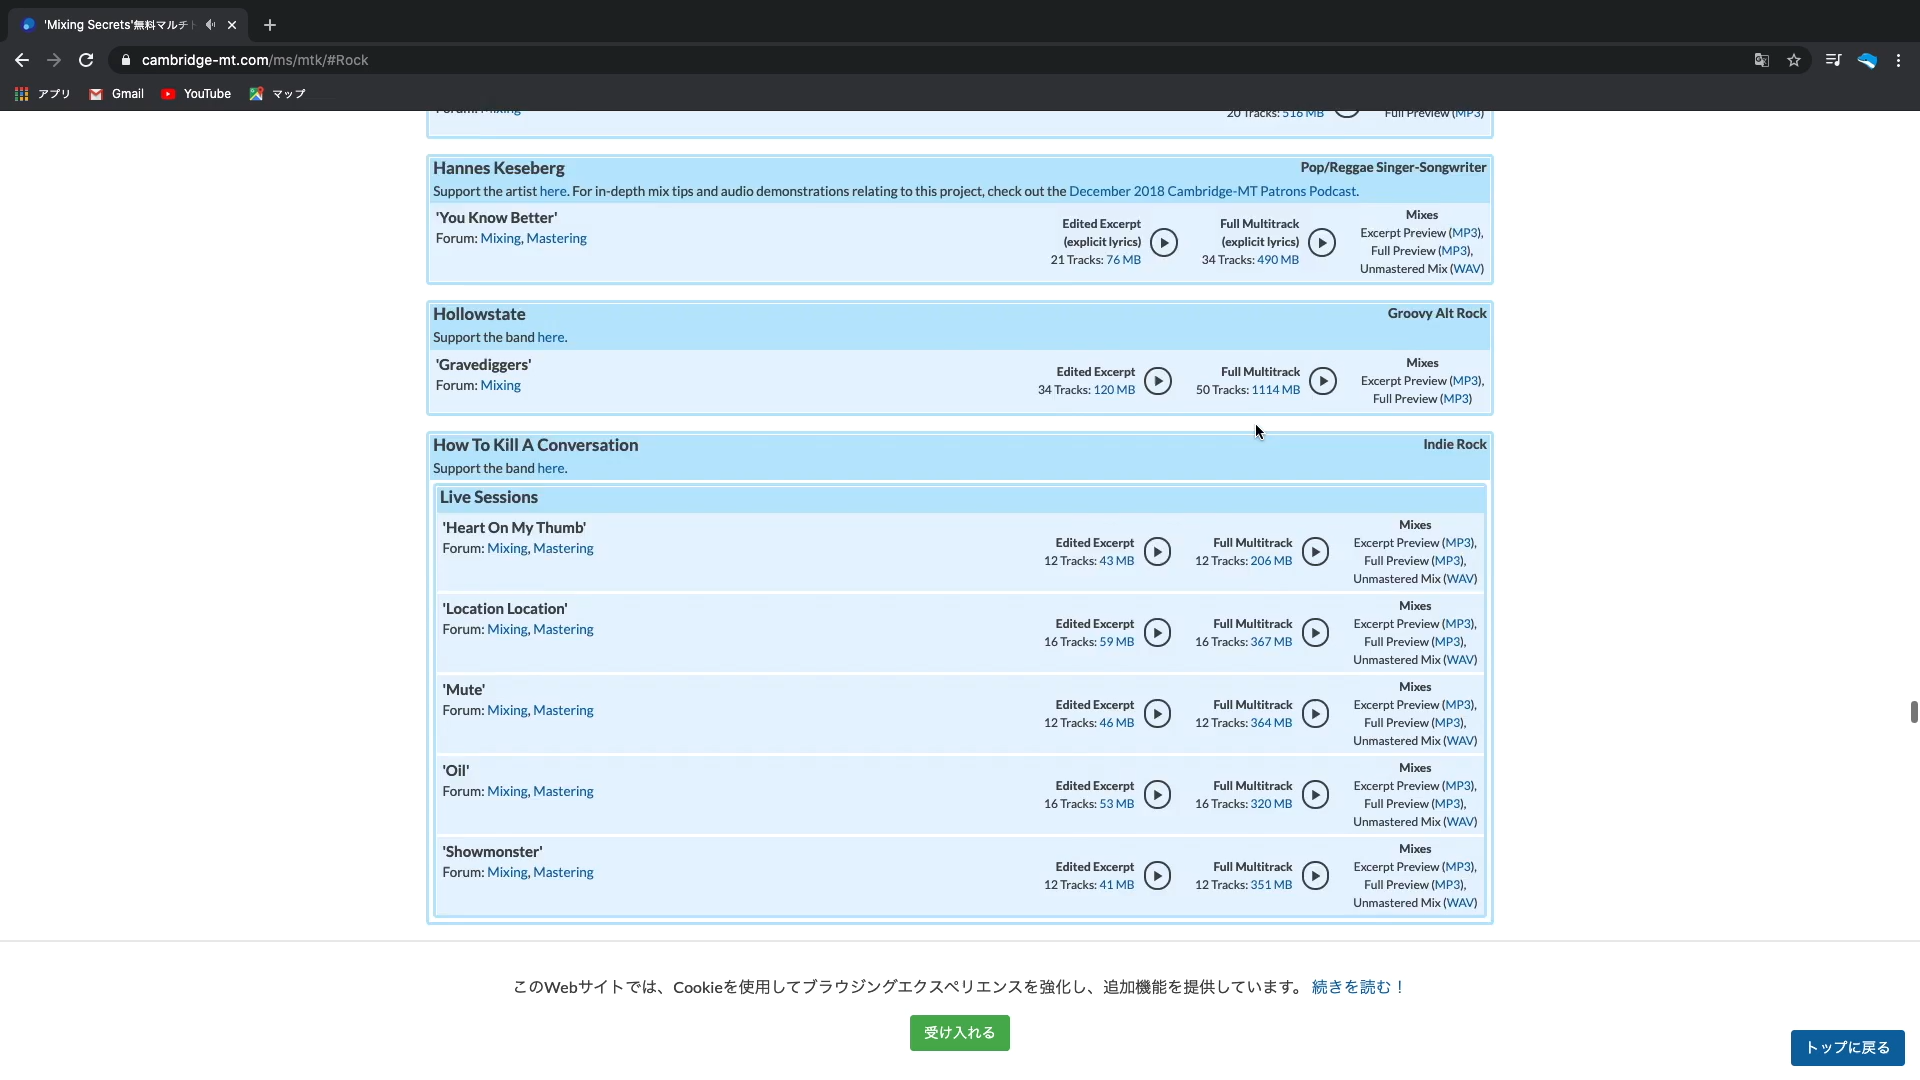 'Mixing Secrets'無料マルチト
cambridge-mt.com/ms/mtk/#Rock
アプリ Gmail YouTube マップ
Forum: Mixing
20 Tracks: 516 MB
Full Preview (MP3)
Hannes Keseberg
Pop/Reggae Singer-Songwriter
Support the artist here. For in-depth mix tips and audio demonstrations relating to this project, check out the December 2018 Cambridge-MT Patrons Podcast.
'You Know Better'
Forum: Mixing, Mastering
Edited Excerpt
(explicit lyrics)
21 Tracks: 76 MB
Full Multitrack
(explicit lyrics)
34 Tracks: 490 MB
Mixes
Excerpt Preview (MP3),
Full Preview (MP3),
Unmastered Mix (WAV)
Hollowstate
Groovy Alt Rock
Support the band here.
'Gravediggers'
Forum: Mixing
Edited Excerpt
34 Tracks: 120 MB
Full Multitrack
50 Tracks: 1114 MB
Mixes
Excerpt Preview (MP3),
Full Preview (MP3)
How To Kill A Conversation
Indie Rock
Support the band here.
Live Sessions
'Heart On My Thumb'
Forum: Mixing, Mastering
Edited Excerpt
12 Tracks: 43 MB
Full Multitrack
12 Tracks: 206 MB
Mixes
Excerpt Preview (MP3),
Full Preview (MP3),
Unmastered Mix (WAV)
'Location Location'
Forum: Mixing, Mastering
Edited Excerpt
16 Tracks: 59 MB
Full Multitrack
16 Tracks: 367 MB
Mixes
Excerpt Preview (MP3),
Full Preview (MP3),
Unmastered Mix (WAV)
'Mute'
Forum: Mixing, Mastering
Edited Excerpt
12 Tracks: 46 MB
Full Multitrack
12 Tracks: 364 MB
Mixes
Excerpt Preview (MP3),
Full Preview (MP3),
Unmastered Mix (WAV)
'Oil'
Forum: Mixing, Mastering
Edited Excerpt
16 Tracks: 53 MB
Full Multitrack
16 Tracks: 320 MB
Mixes
Excerpt Preview (MP3),
Full Preview (MP3),
Unmastered Mix (WAV)
'Showmonster'
Forum: Mixing, Mastering
Edited Excerpt
12 Tracks: 41 MB
Full Multitrack
12 Tracks: 351 MB
Mixes
Excerpt Preview (MP3),
Full Preview (MP3),
Unmastered Mix (WAV)
このWebサイトでは、Cookieを使用してブラウジングエクスペリエンスを強化し、追加機能を提供しています。 続きを読む！
受け入れる
トップに戻る